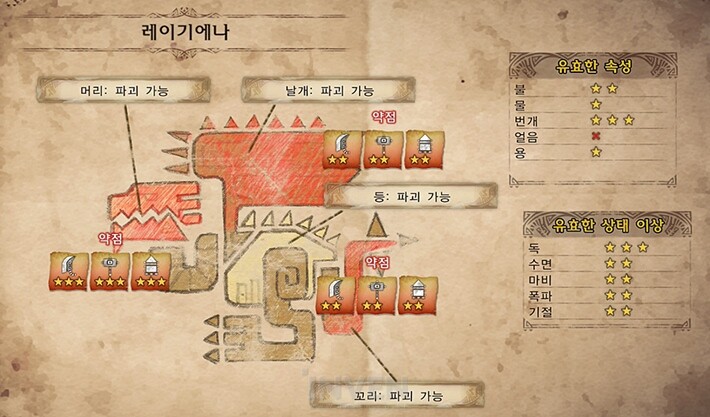 레이기에나
머리: 파괴 가능
날개: 파괴 가능
약점
등: 파괴 가능
약점
약점
꼬리: 파괴 가능
유효한 속성
불
물
번개
얼음
용
유효한 상태 이상
독
수면
마비
폭파
기절